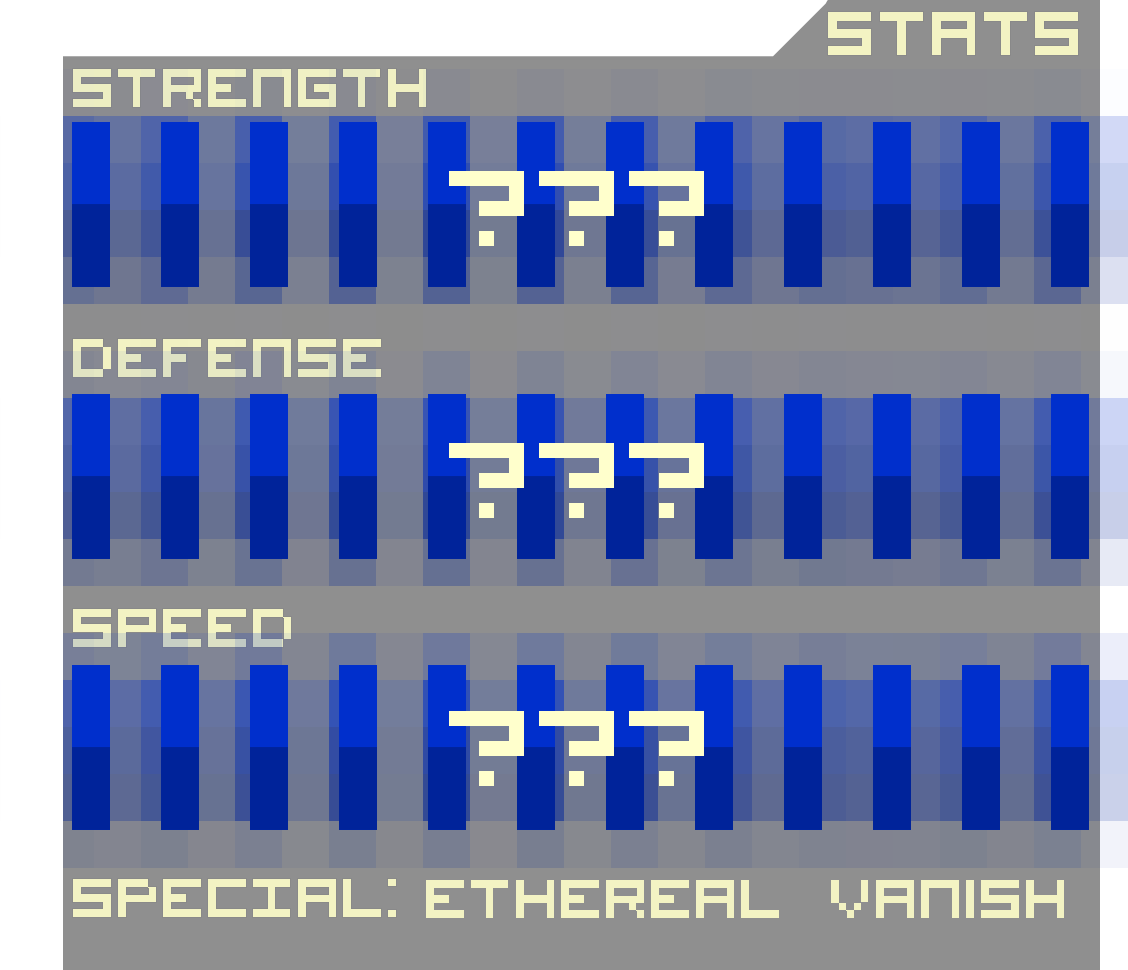 STATS
STRENGTH
???
DEFENSE
???
SPEED
???
SPECIAL: ETHEREAL VANISH